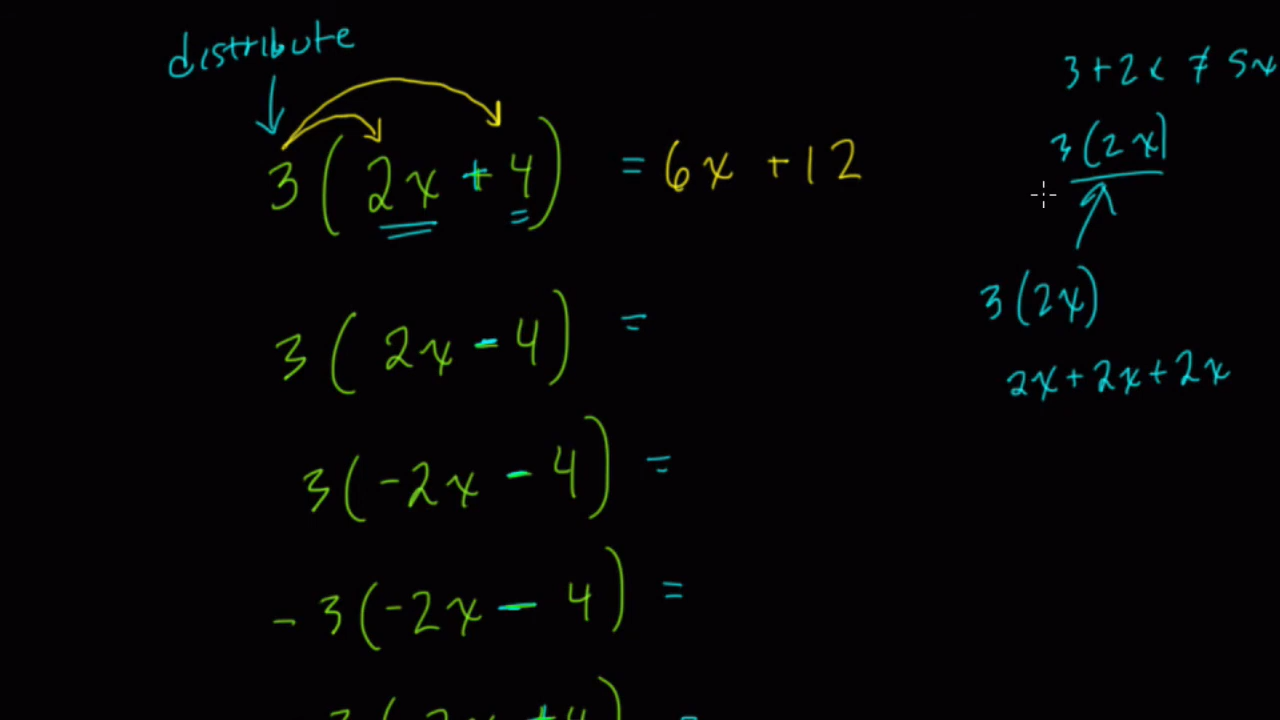 distribute
3(2x + 4) = 6x + 12
3(2x - 4) =
3(-2x - 4) =
-3(-2x - 4) =
3 + 2x ≠ 5x
3(2x)
3(2x)
2x + 2x + 2x